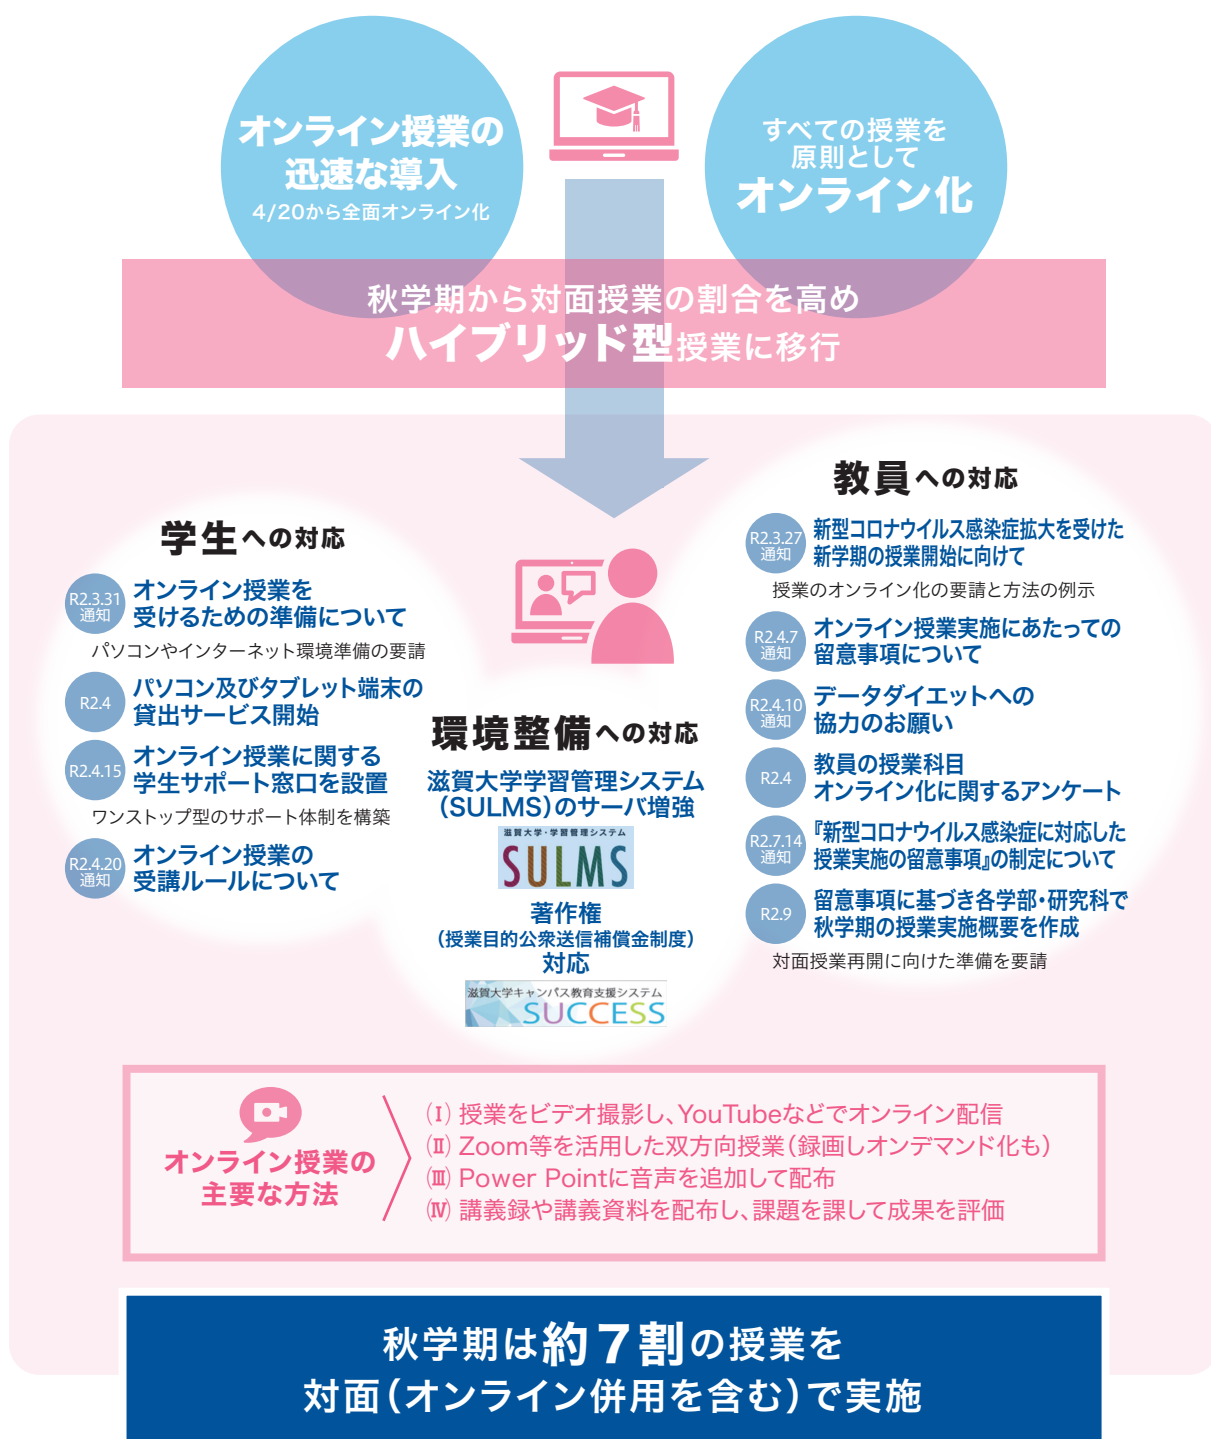 オンライン授業の
迅速な導入
4/20から全面オンライン化
すべての授業を
原則として
オンライン化
秋学期から対面授業の割合を高め
ハイブリッド型授業に移行
学生への対応
R2.3.31
通知
オンライン授業を
受けるための準備について
パソコンやインターネット環境準備の要請
R2.4
パソコン及びタブレット端末の
貸出サービス開始
R2.4.15
オンライン授業に関する
学生サポート窓口を設置
ワンストップ型のサポート体制を構築
R2.4.20
通知
オンライン授業の
受講ルールについて
環境整備への対応
滋賀大学学習管理システム
(SULMS)のサーバ増強
滋賀大学・学習管理システム
SULMS
著作権
(授業目的公衆送信補償金制度)
対応
滋賀大学キャンパス教育支援システム
SUCCESS
教員への対応
R2.3.27
通知
新型コロナウイルス感染症拡大を受けた
新学期の授業開始に向けて
授業のオンライン化の要請と方法の例示
R2.4.7
通知
オンライン授業実施にあたっての
留意事項について
R2.4.10
通知
データダイエットへの
協力のお願い
R2.4
教員の授業科目
オンライン化に関するアンケート
R2.7.14
通知
『新型コロナウイルス感染症に対応した
授業実施の留意事項』の制定について
R2.9
留意事項に基づき各学部・研究科で
秋学期の授業実施概要を作成
対面授業再開に向けた準備を要請
オンライン授業の
主要な方法
(Ⅰ) 授業をビデオ撮影し、YouTubeなどでオンライン配信
(Ⅱ) Zoom等を活用した双方向授業(録画しオンデマンド化も)
(Ⅲ) Power Pointに音声を追加して配布
(Ⅳ) 講義録や講義資料を配布し、課題を課して成果を評価
秋学期は約7割の授業を
対面(オンライン併用を含む)で実施